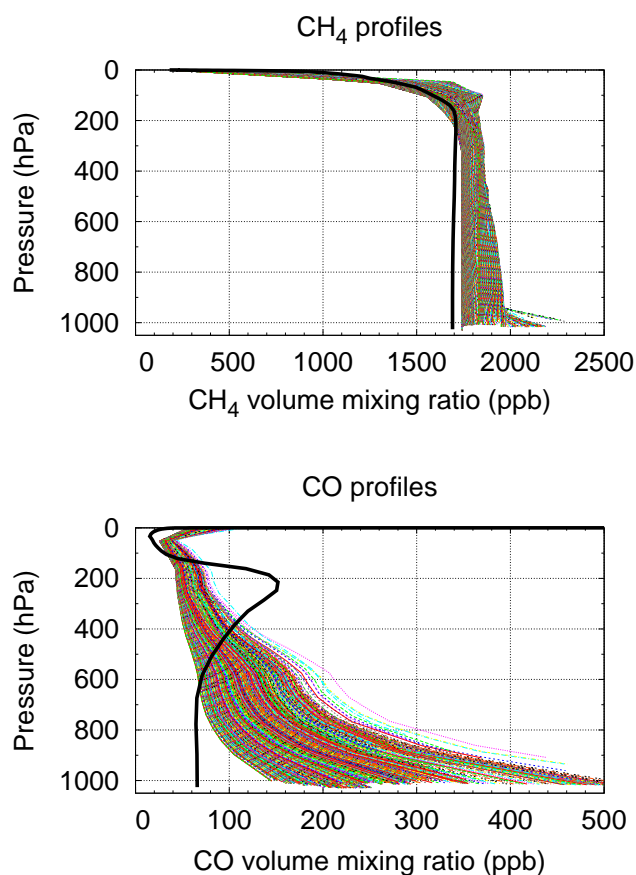 CH4 profiles
0
200
400
600
800
1000
Pressure (hPa)
0 500 1000 1500 2000 2500
CH4 volume mixing ratio (ppb)
CO profiles
0
200
400
600
800
1000
Pressure (hPa)
0 100 200 300 400 500
CO volume mixing ratio (ppb)